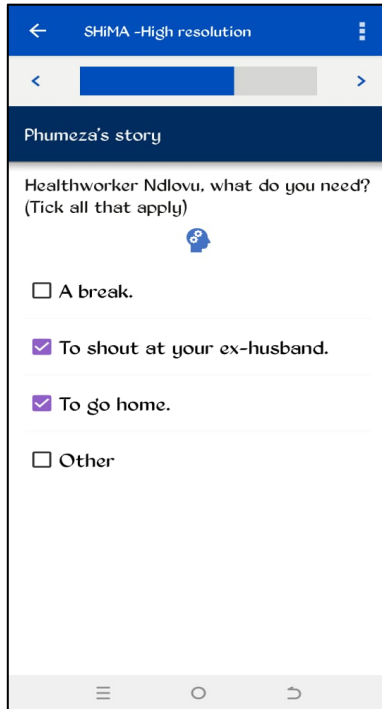 SHiMA -High resolution
Phumeza's story
Healthworker Ndlovu, what do you need?
(Tick all that apply)
A break.
To shout at your ex-husband.
To go home.
Other